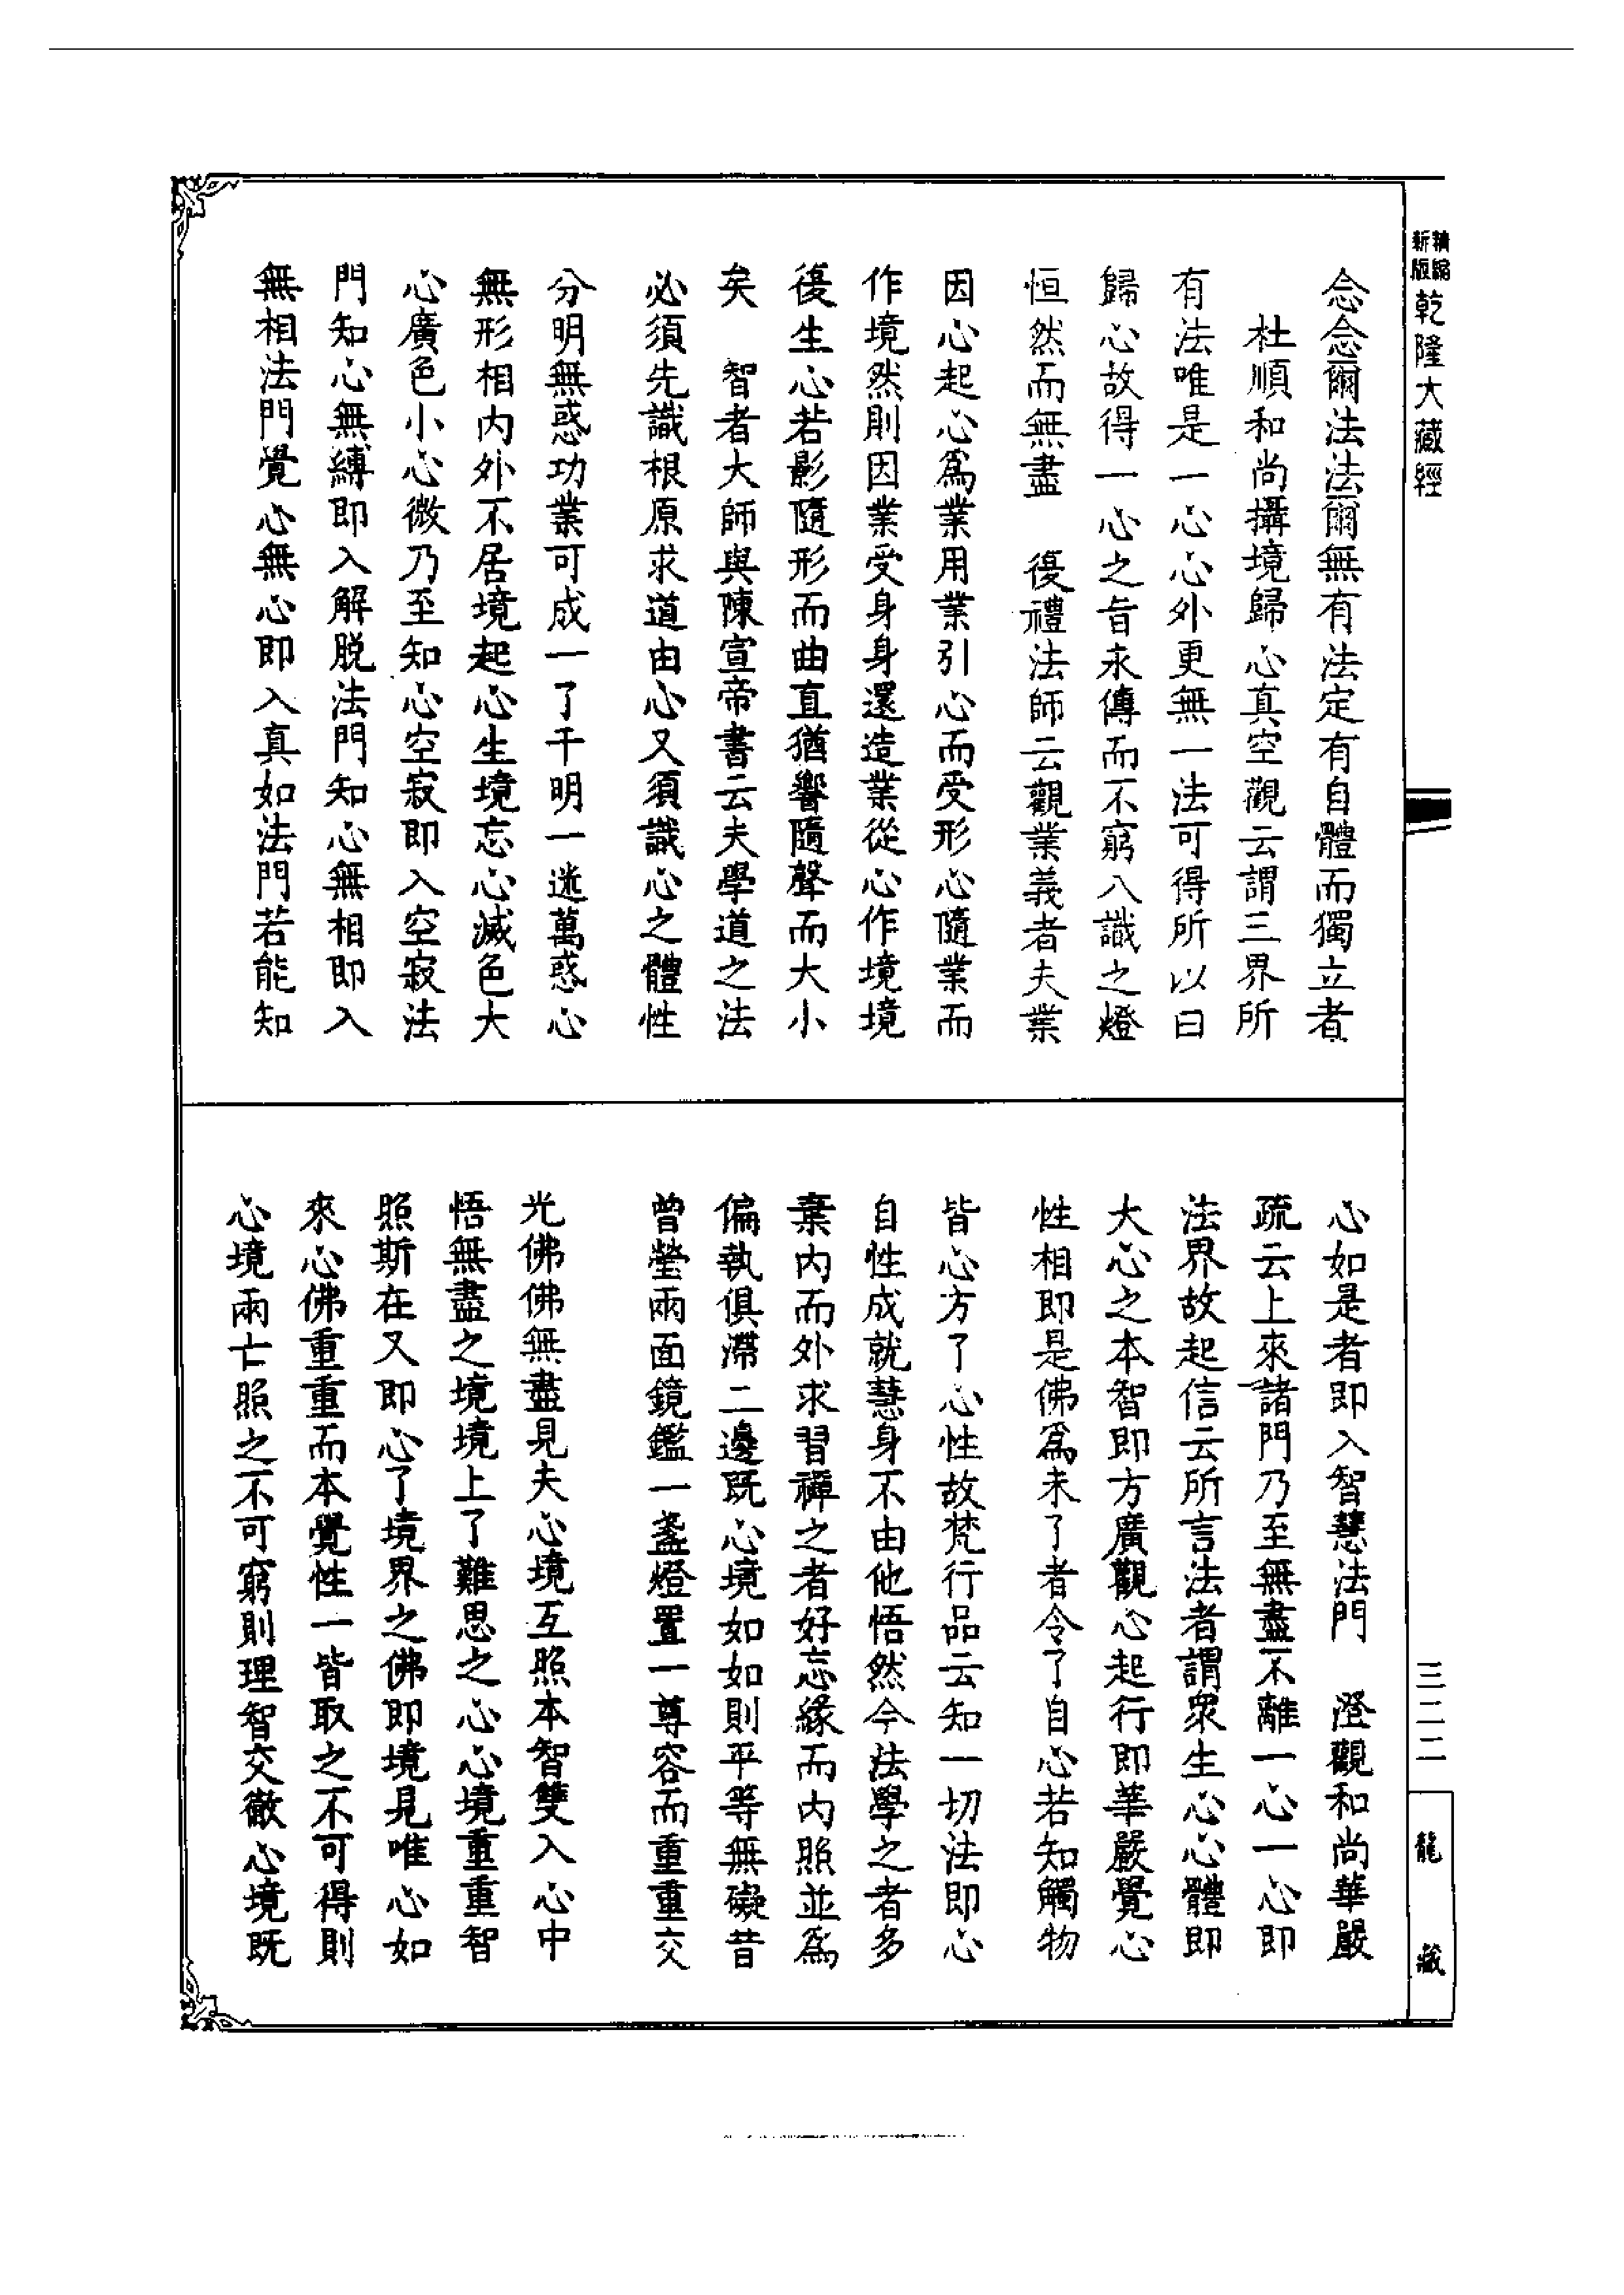 新版
精縮
乾隆大藏經
念念爾法法爾無有法定有自體而獨立者
杜順和尚攝境歸心真空觀云謂三界所
有法唯是一心心外更無一法可得所以曰
歸心故得一心之旨永傳而不窮八識之燈
恒然而無盡　後禮法師云觀業義者夫業
因心起心為業用業引心而受形心隨業而
作境然則因業受身身還造業從心作境境
後生心若影隨形而曲直猶響隨聲而大小
矣　智者大師與陳宣帝書云夫學道之法
必須先識根原求道由心又須識心之體性
分明無惑功業可成一了千明一迷萬惑心
無形相內外不居境起心生境忘心滅色大
心廣色小心微乃至知心空寂即入空寂法
門知心無縛即入解脫法門知心無相即入
無相法門覺心無心即入真如法門若能知
心如是者即入智慧法門　澄觀和尚華嚴
疏云上來諸門乃至無盡不離一心一心即
法界故起信云所言法者謂眾生心心體即
大心之本智即方廣觀心起行即華嚴覺心
性相即是佛為未了者令了自心若知觸物
皆心方了心性故梵行品云知一切法即心
自性成就慧身不由他悟然今法學之者多
棄內而外求習禪之者好忘緣而內照並為
偏執俱滯二邊既心境如如則平等無礙昔
曾瑩兩面鏡鑑一盞燈置一尊容而重重交
光佛佛無盡見夫心境互照本智雙入心中
悟無盡之境境上了難思之心心境重重智
照斯在又即心了境界之佛即境見唯心如
來心佛重重而本覺性一皆取之不可得則
心境兩亡照之不可窮則理智交徹心境既
三二二
龍藏